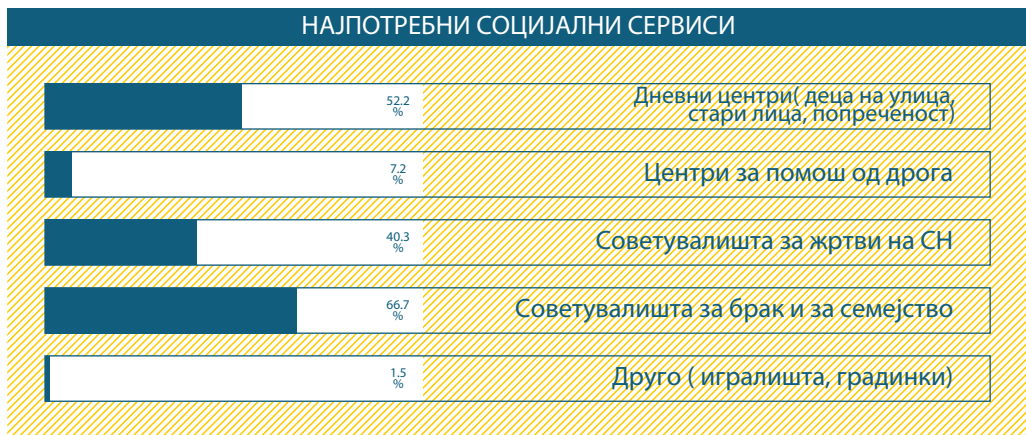 НАЈПОТРЕБНИ СОЦИЈАЛНИ СЕРВИСИ
52.2
%
Дневни центри( деца на улица,
стари лица, попреченост)
7.2
%
Центри за помош од дрога
40.3
%
Советувалишта за жртви на СН
66.7
%
Советувалишта за брак и за семејство
1.5
%
Друго ( игралишта, градинки)